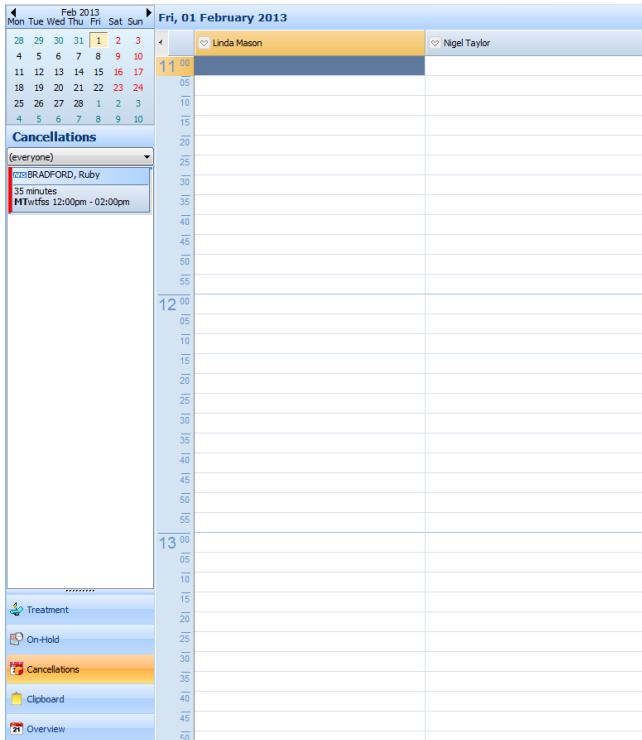 Feb 2013
Mon Tue Wed Thu Fri Sat Sun
28 29 30 31 1 2 3
4 5 6 7 8 9 10
11 12 13 14 15 16 17
18 19 20 21 22 23 24
25 26 27 28 1 2 3
4 5 6 7 8 9 10
Cancellations
(everyone)
NHS BRADFORD, Ruby
35 minutes
MTwtfss 12:00pm - 02:00pm
Treatment
On-Hold
Cancellations
Clipboard
21 Overview
Fri, 01 February 2013
Linda Mason Nigel Taylor
11 00
05
10
15
20
25
30
35
40
45
50
55
12 00
05
10
15
20
25
30
35
40
45
50
55
13 00
05
10
15
20
25
30
35
40
45
50